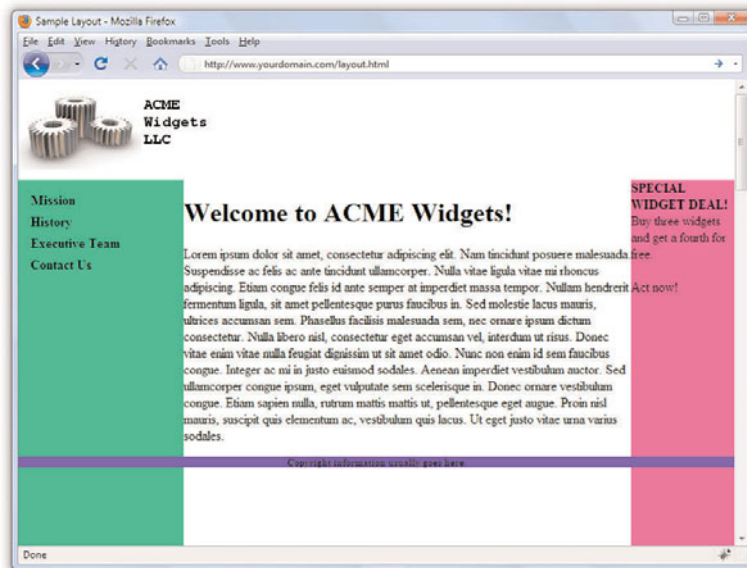 Sample Layout - Mozilla Firefox
File Edit View History Bookmarks Tools Help
http://www.yourdomain.com/layout.html
ACME
Widgets
LLC
Mission
History
Executive Team
Contact Us
Welcome to ACME Widgets!
Lorem ipsum dolor sit amet, consectetur adipiscing elit. Nam tincidunt posuere malesuada.
Suspendisse ac felis ac ante tincidunt ullamcorper. Nulla vitae ligula vitae mi rhoncus
adipiscing. Etiam congue felis id ante semper at imperdiet massa tempor. Nullam hendrerit
fermentum ligula, sit amet pellentesque purus faucibus in. Sed molestie lacus mauris,
ultrices accumsan sem. Phasellus facilisis malesuada sem, nec ornare ipsum dictum
consectetur. Nulla libero nisl, consectetur eget accumsan vel, interdum ut risus. Donec
vitae enim vitae nulla feugiat dignissim ut sit amet odio. Nunc non enim id sem faucibus
congue. Integer ac mi in justo euismod sodales. Aenean imperdiet vestibulum auctor. Sed
ullamcorper congue ipsum, eget vulputate sem scelerisque in. Donec ornare vestibulum
congue. Etiam sapien nulla, rutrum mattis mattis ut, pellentesque eget augue. Proin nisl
mauris, suscipit quis elementum ac, vestibulum quis lacus. Ut eget justo vitae urna varius
sodales.
SPECIAL
WIDGET DEAL!
Buy three widgets
and get a fourth for
free.
Act now!
Copyright information usually goes here.
Done